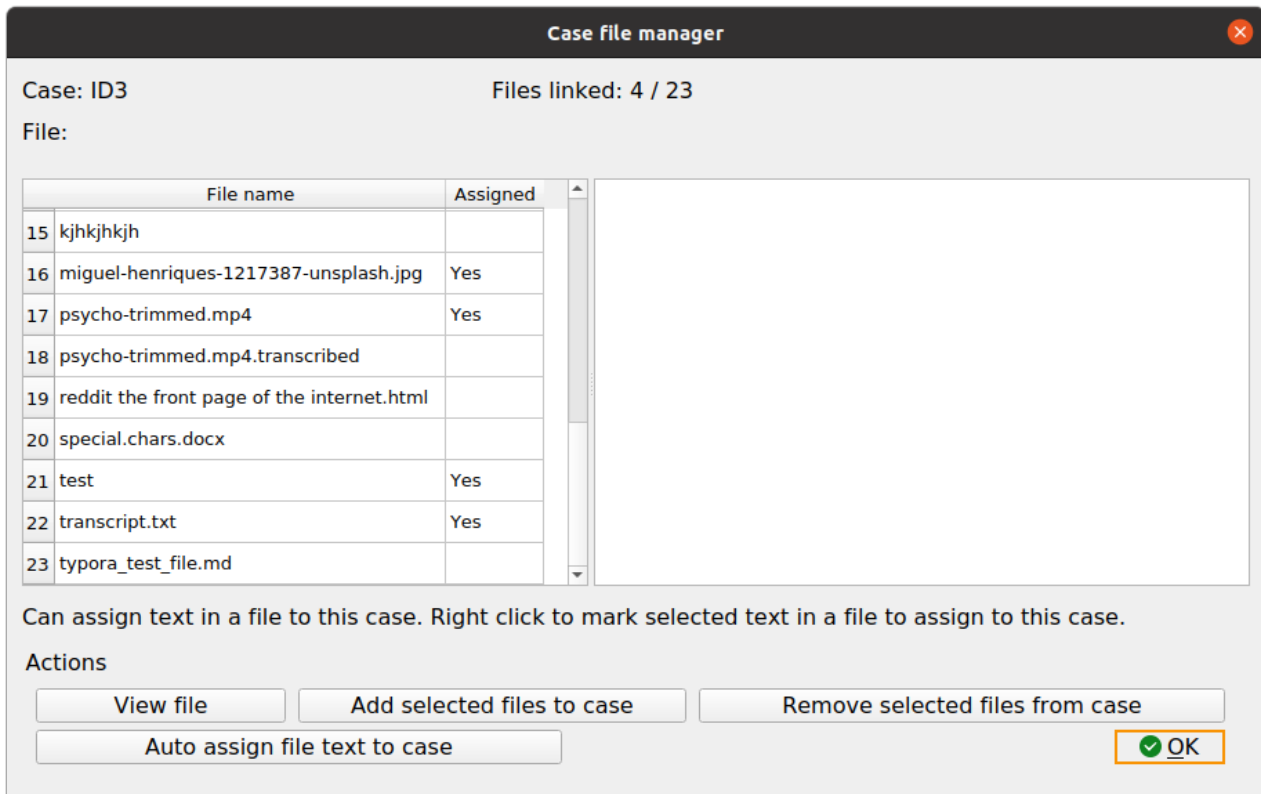 Case file manager
Case: ID3 Files linked: 4 / 23
File:
File name Assigned
15 kjhkjhkjh
16 miguel-henriques-1217387-unsplash.jpg Yes
17 psycho-trimmed.mp4 Yes
18 psycho-trimmed.mp4.transcribed
19 reddit the front page of the internet.html
20 special.chars.docx
21 test Yes
22 transcript.txt Yes
23 typora_test_file.md
Can assign text in a file to this case. Right click to mark selected text in a file to assign to this case.
Actions
View file Add selected files to case Remove selected files from case
Auto assign file text to case OK